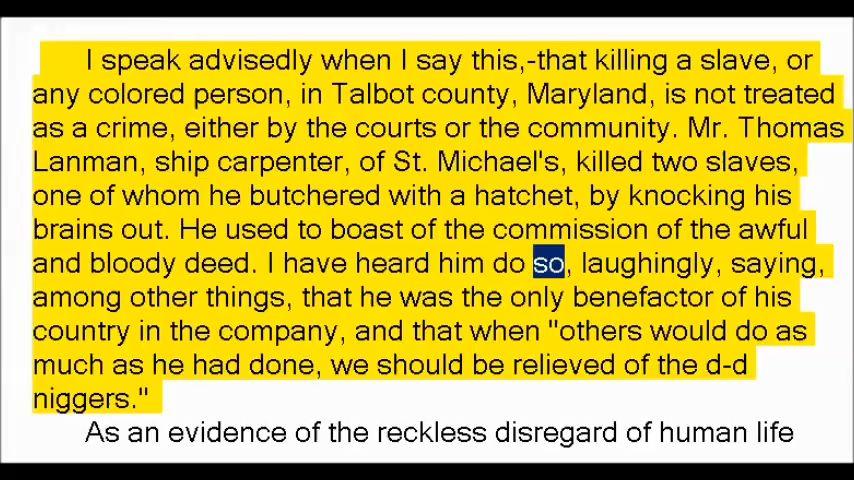 I speak advisedly when I say this,-that killing a slave, or
any colored person, in Talbot county, Maryland, is not treated
as a crime, either by the courts or the community. Mr. Thomas
Lanman, ship carpenter, of St. Michael's, killed two slaves,
one of whom he butchered with a hatchet, by knocking his
brains out. He used to boast of the commission of the awful
and bloody deed. I have heard him do so, laughingly, saying,
among other things, that he was the only benefactor of his
country in the company, and that when "others would do as
much as he had done, we should be relieved of the d-d
niggers."
As an evidence of the reckless disregard of human life